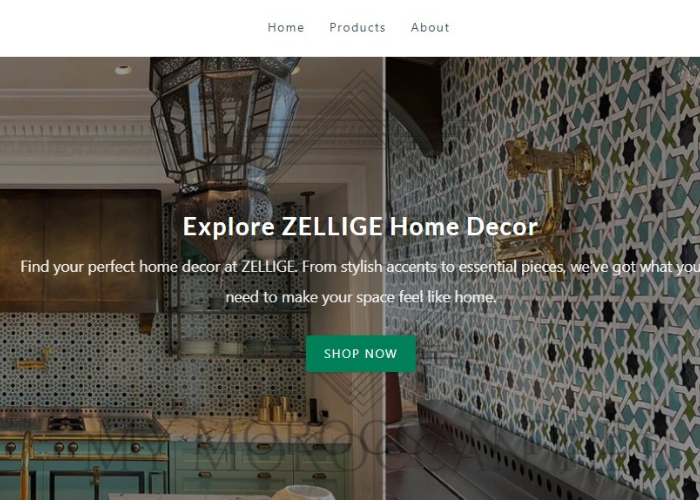 Home Products About
Explore ZELLIGE Home Decor
Find your perfect home decor at ZELLIGE. From stylish accents to essential pieces, we've got what you
need to make your space feel like home.
SHOP NOW
MY MOROCCAN TILE